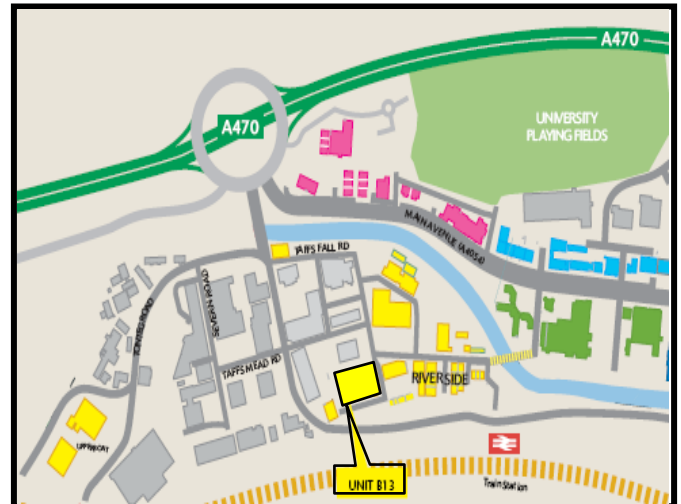 A470
A470
UNIVERSITY
PLAYING FIELDS
MAIN AVENUE (A4054)
TAFFS FALL RD
TAFFS MEAD RD
RIVERSIDE
UPPERBOAT
UNIT B13
Train Station